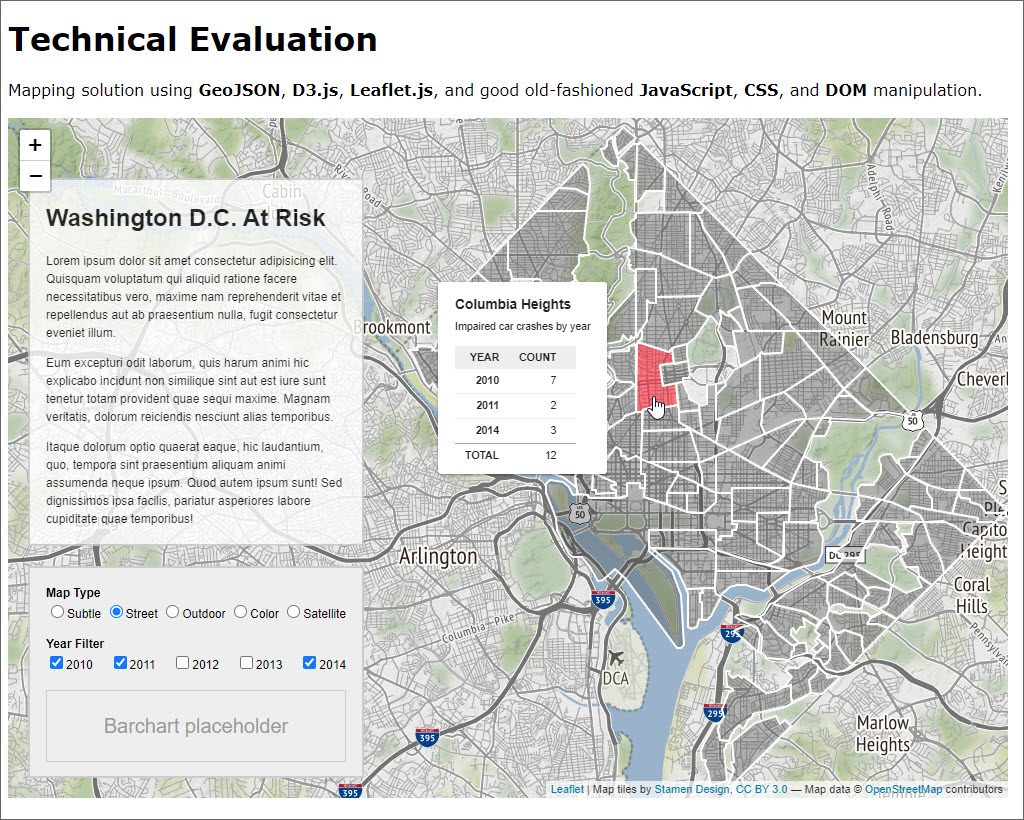 Technical Evaluation
Mapping solution using GeoJSON, D3.js, Leaflet.js, and good old-fashioned JavaScript, CSS, and DOM manipulation.
+
−
Macarthur Boulevard
Cabin
Washington D.C. At Risk
Lorem ipsum dolor sit amet consectetur adipisicing elit.
Quisquam voluptatum qui aliquid ratione facere
necessitatibus vero, maxime nam reprehenderit vitae et
repellendus aut ab praesentium nulla, fugit consectetur
eveniet illum.
Eum excepturi odit laborum, quis harum animi hic
explicabo incidunt non similique sint aut est iure sunt
tenetur totam provident quae sequi maxime. Magnam
veritatis, dolorum reiciendis nesciunt alias temporibus.
Itaque dolorum optio quaerat eaque, hic laudantium,
quo, tempora sint praesentium aliquam animi
assumenda neque ipsum. Quod autem ipsum sunt! Sed
dignissimos ipsa facilis, pariatur asperiores labore
cupiditate quae temporibus!
Map Type
Subtle Street Outdoor Color Satellite
Year Filter
2010 2011 2012 2013 2014
Barchart placeholder
Columbia Heights
Impaired car crashes by year
YEAR COUNT
2010 7
2011 2
2014 3
TOTAL 12
Brookmont
Adelphi Road
Mount
Rainier
Bladensburg
Cheverl
50
50
Arlington
Columbia Pike
DC 295
Capito
Height
Coral
Hills
Pennsylvan
395
295
DCA
295
395
395
Marlow
Heights
Leaflet | Map tiles by Stamen Design, CC BY 3.0 — Map data © OpenStreetMap contributors